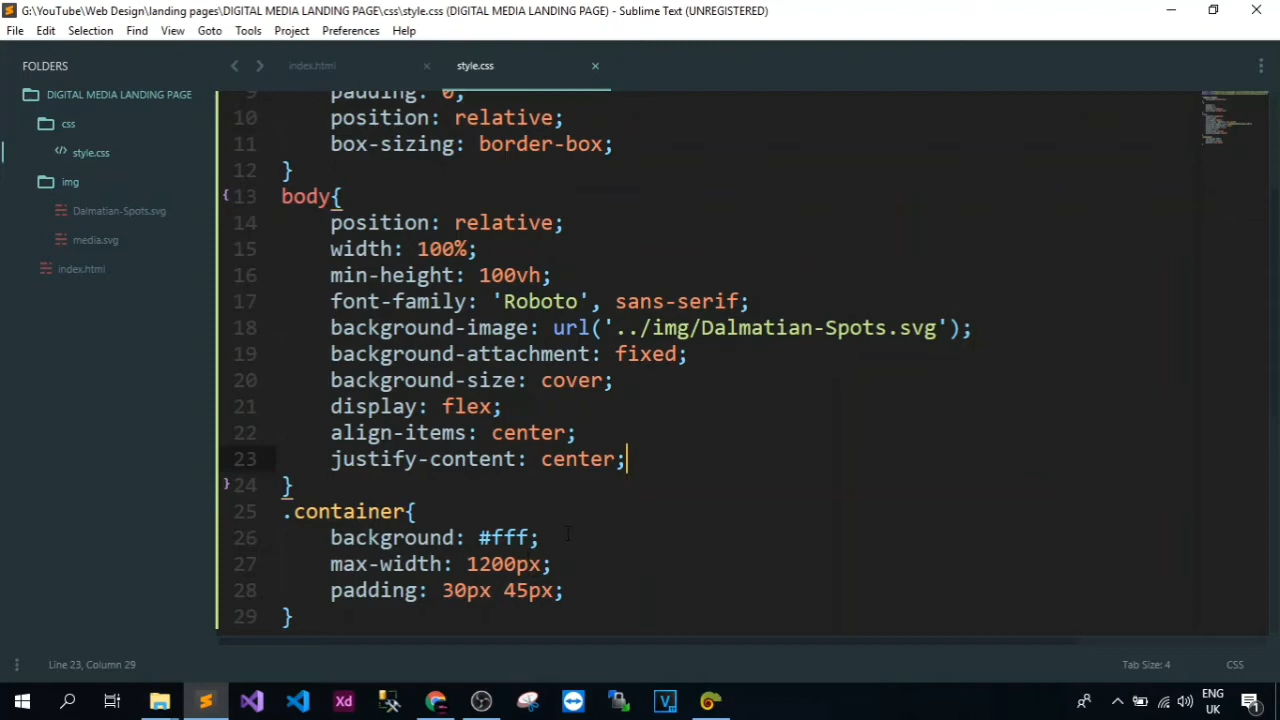 G:\YouTube\Web Design\landing pages\DIGITAL MEDIA LANDING PAGE\css\style.css (DIGITAL MEDIA LANDING PAGE) - Sublime Text (UNREGISTERED)
File Edit Selection Find View Goto Tools Project Preferences Help
FOLDERS
index.html
style.css
DIGITAL MEDIA LANDING PAGE
css
style.css
img
Dalmatian-Spots.svg
media.svg
index.html
9 padding: 0;
10 position: relative;
11 box-sizing: border-box;
12 }
13 body{
14 position: relative;
15 width: 100%;
16 min-height: 100vh;
17 font-family: 'Roboto', sans-serif;
18 background-image: url('../img/Dalmatian-Spots.svg');
19 background-attachment: fixed;
20 background-size: cover;
21 display: flex;
22 align-items: center;
23 justify-content: center;
24 }
25 .container{
26 background: #fff;
27 max-width: 1200px;
28 padding: 30px 45px;
29 }
Line 23, Column 29
Tab Size: 4
CSS
Xd
ENG
UK
1